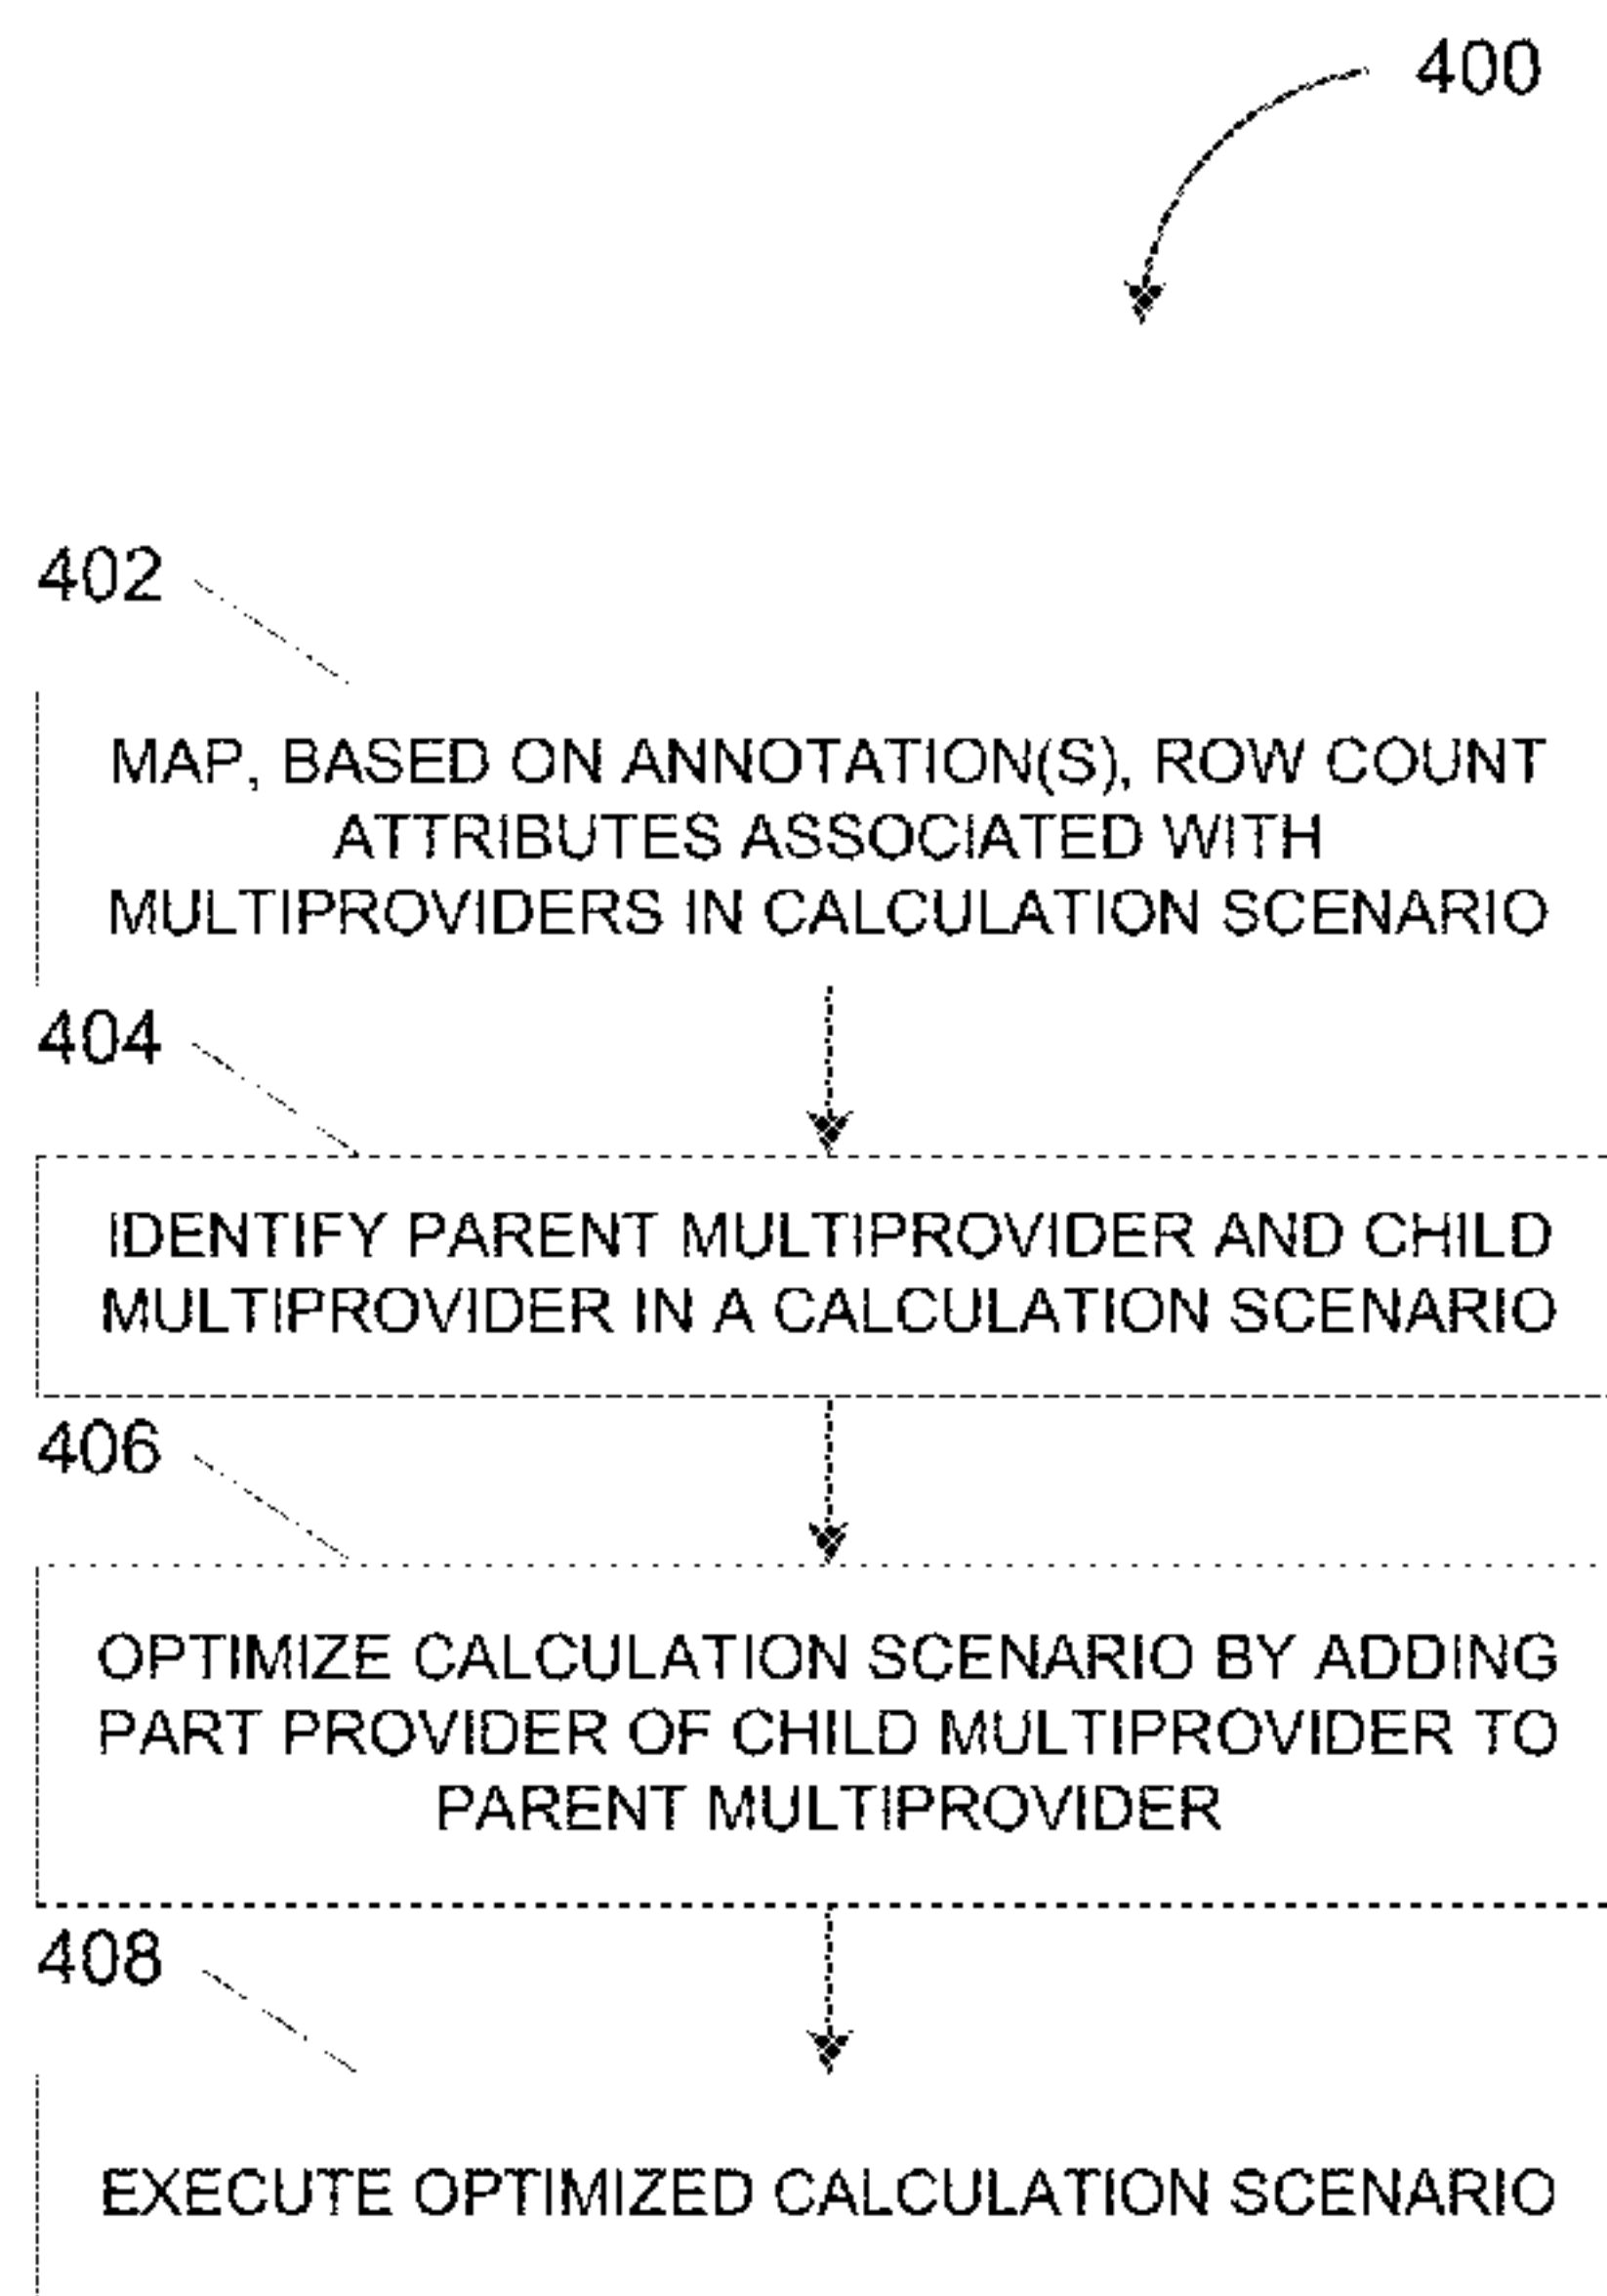 400
402
MAP, BASED ON ANNOTATION(S), ROW COUNT
ATTRIBUTES ASSOCIATED WITH
MULTIPROVIDERS IN CALCULATION SCENARIO
404
IDENTIFY PARENT MULTIPROVIDER AND CHILD
MULTIPROVIDER IN A CALCULATION SCENARIO
406
OPTIMIZE CALCULATION SCENARIO BY ADDING
PART PROVIDER OF CHILD MULTIPROVIDER TO
PARENT MULTIPROVIDER
408
EXECUTE OPTIMIZED CALCULATION SCENARIO